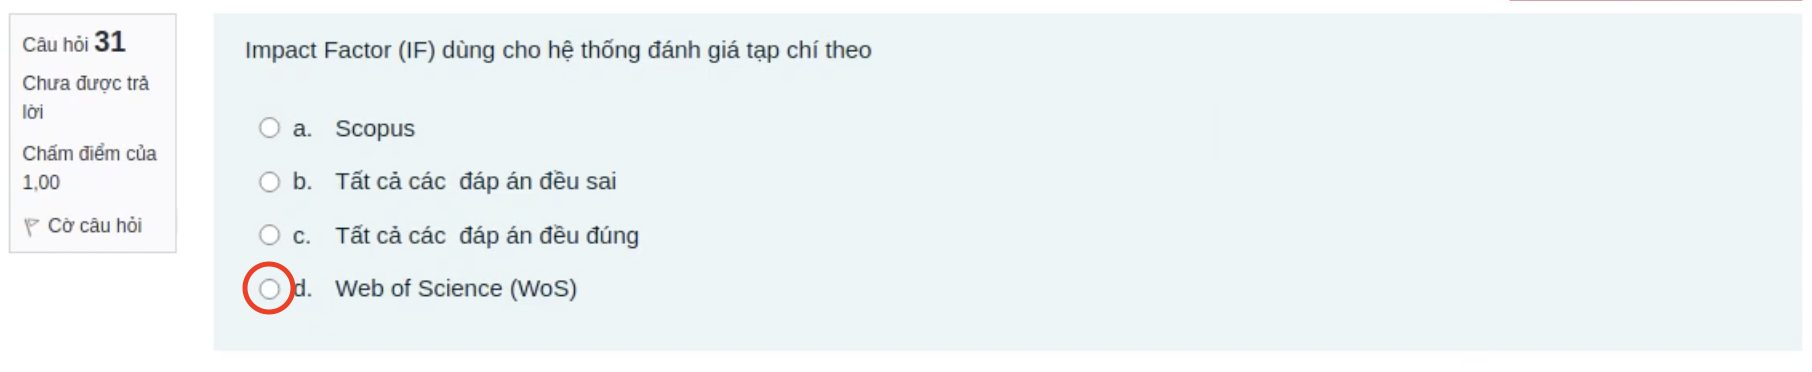 Câu hỏi 31
Chưa được trả
lời
Chấm điểm của
1,00
Cờ câu hỏi
Impact Factor (IF) dùng cho hệ thống đánh giá tạp chí theo
a. Scopus
b. Tất cả các đáp án đều sai
c. Tất cả các đáp án đều đúng
d. Web of Science (WoS)